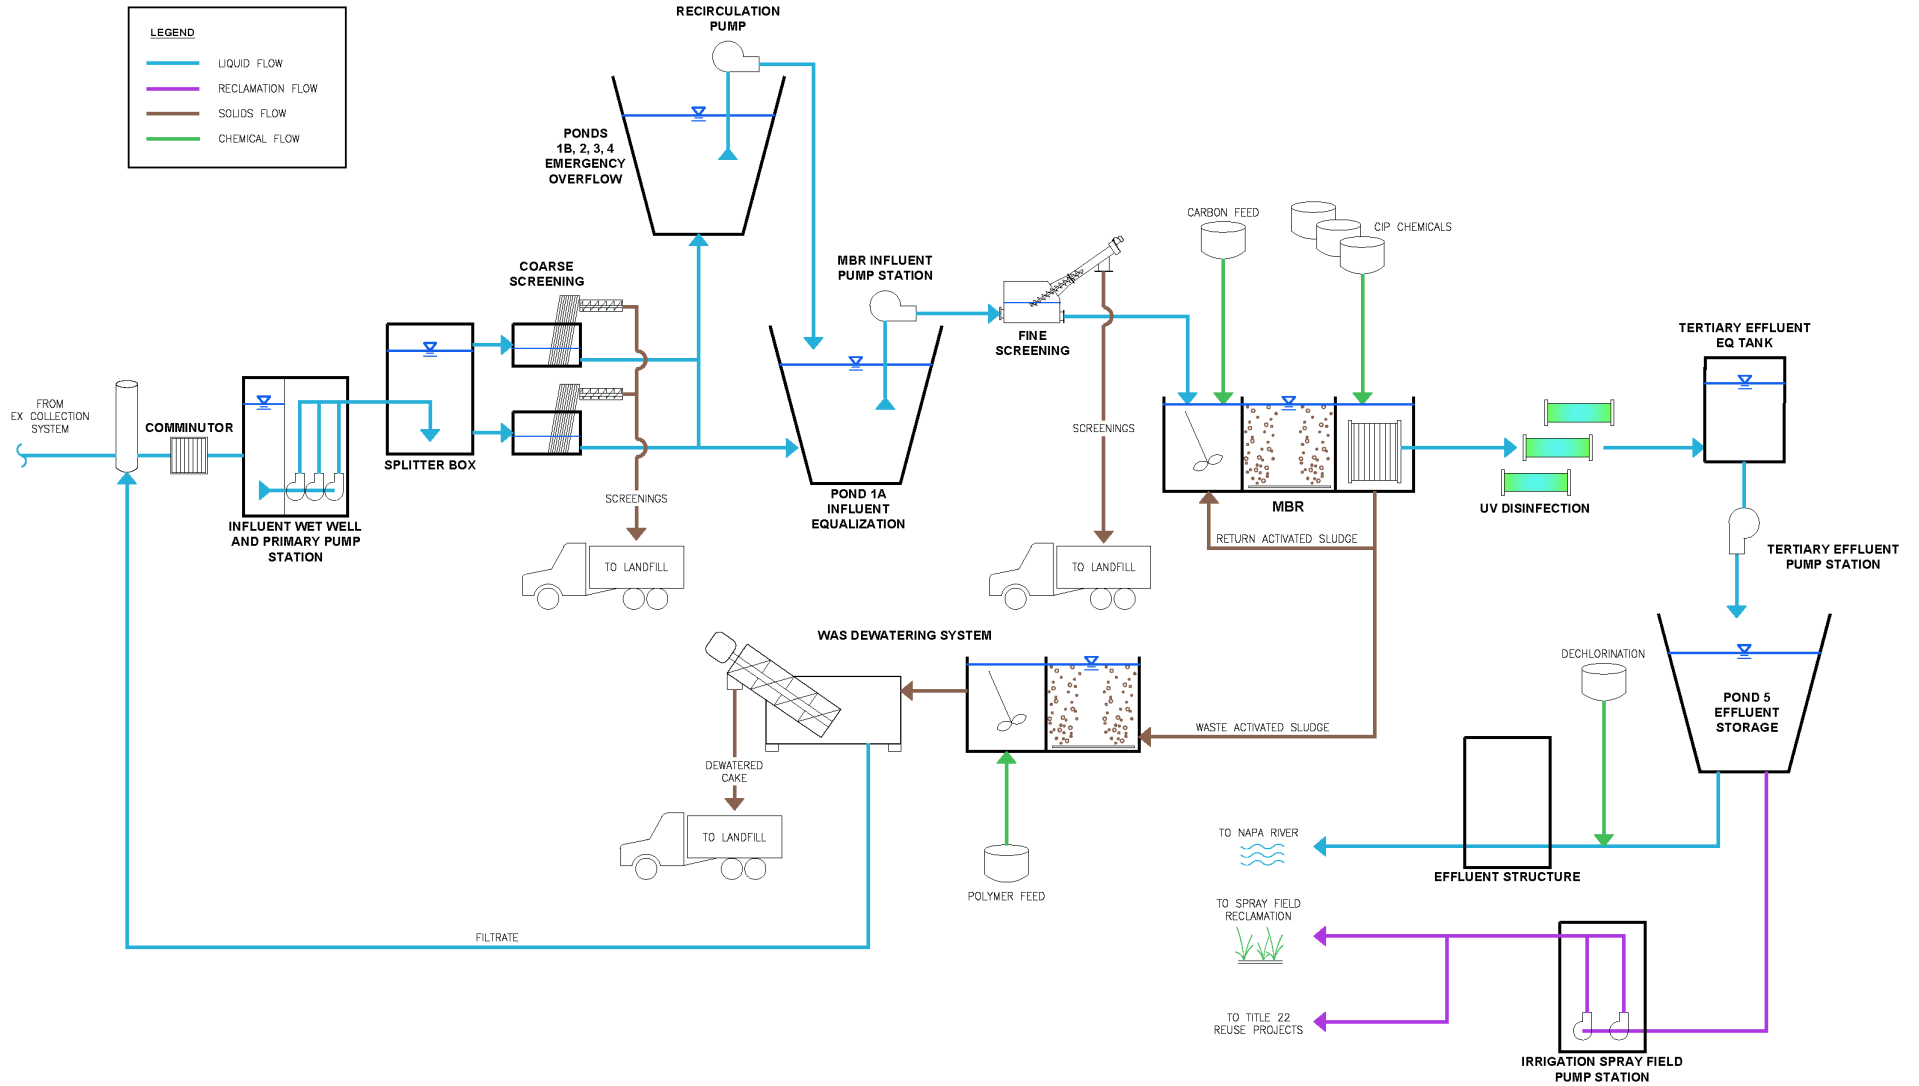 LEGEND
LIQUID FLOW
RECLAMATION FLOW
SOLIDS FLOW
CHEMICAL FLOW
RECIRCULATION
PUMP
PONDS
1B, 2, 3, 4
EMERGENCY
OVERFLOW
COARSE
SCREENING
MBR INFLUENT
PUMP STATION
FINE
SCREENING
CARBON FEED
CIP CHEMICALS
TERTIARY EFFLUENT
EQ TANK
FROM
EX COLLECTION
SYSTEM
COMMINUTOR
SPLITTER BOX
INFLUENT WET WELL
AND PRIMARY PUMP
STATION
SCREENINGS
TO LANDFILL
POND 1A
INFLUENT
EQUALIZATION
SCREENINGS
TO LANDFILL
MBR
RETURN ACTIVATED SLUDGE
UV DISINFECTION
TERTIARY EFFLUENT
PUMP STATION
WAS DEWATERING SYSTEM
WASTE ACTIVATED SLUDGE
DECHLORINATION
POND 5
EFFLUENT
STORAGE
DEWATERED
CAKE
TO LANDFILL
POLYMER FEED
FILTRATE
TO NAPA RIVER
EFFLUENT STRUCTURE
TO SPRAY FIELD
RECLAMATION
TO TITLE 22
REUSE PROJECTS
IRRIGATION SPRAY FIELD
PUMP STATION